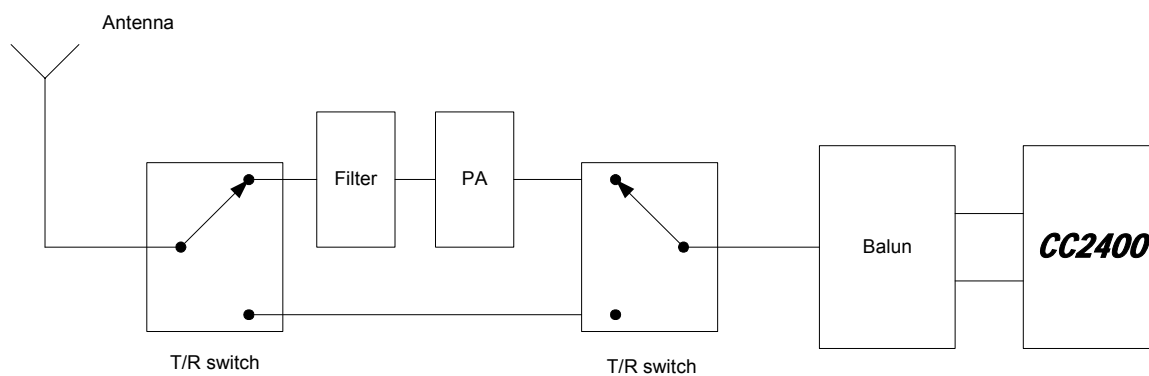 Antenna
Filter
PA
Balun
CC2400
T/R switch
T/R switch